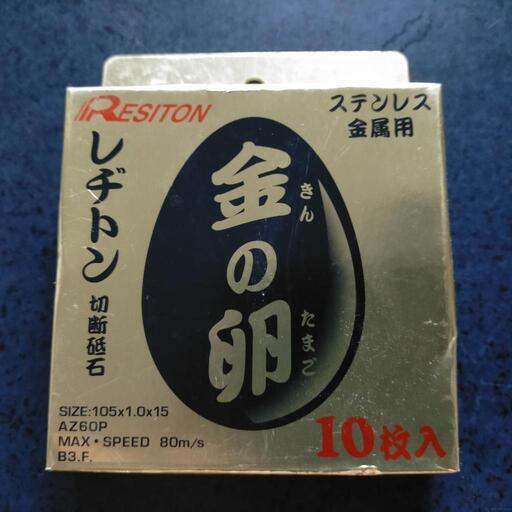 RESITON
ステンレス
金属用
レヂトン
切断砥石
金の卵
きん
たまご
SIZE:105x1.0x15
AZ60P
MAX・SPEED 80m/s
B3.F.
10枚入